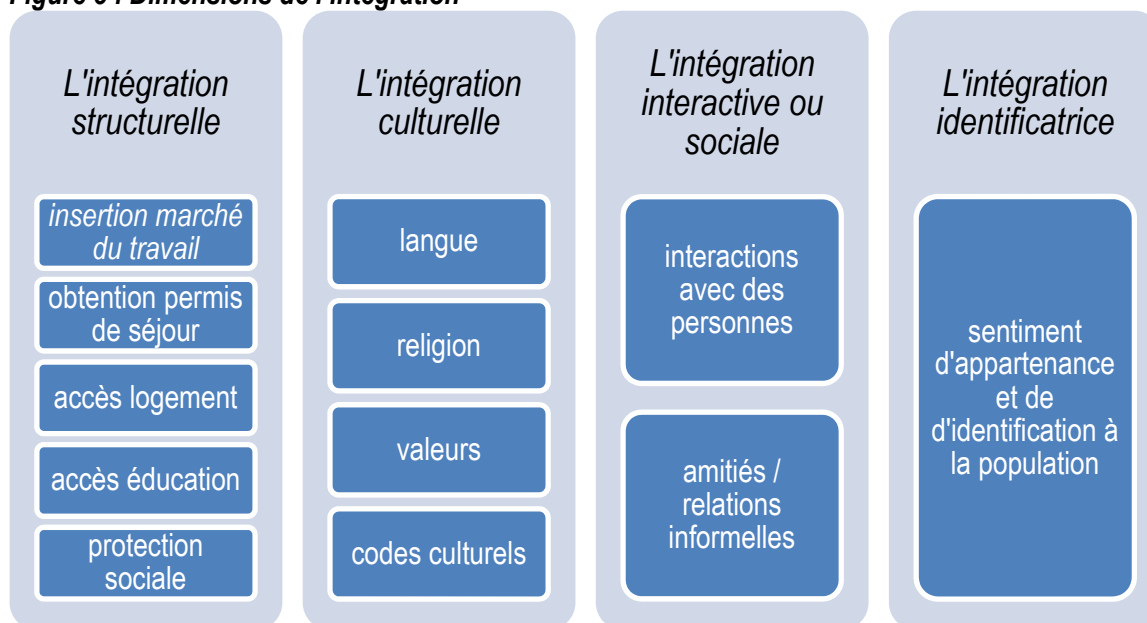 Figure 3 : Dimensions de l'intégration
L'intégration
structurelle
insertion marché
du travail
obtention permis
de séjour
accès logement
accès éducation
protection
sociale
L'intégration
culturelle
langue
religion
valeurs
codes culturels
L'intégration
interactive ou
sociale
interactions
avec des
personnes
amitiés /
relations
informelles
L'intégration
identificatrice
sentiment
d'appartenance
et de
d'identification à
la population